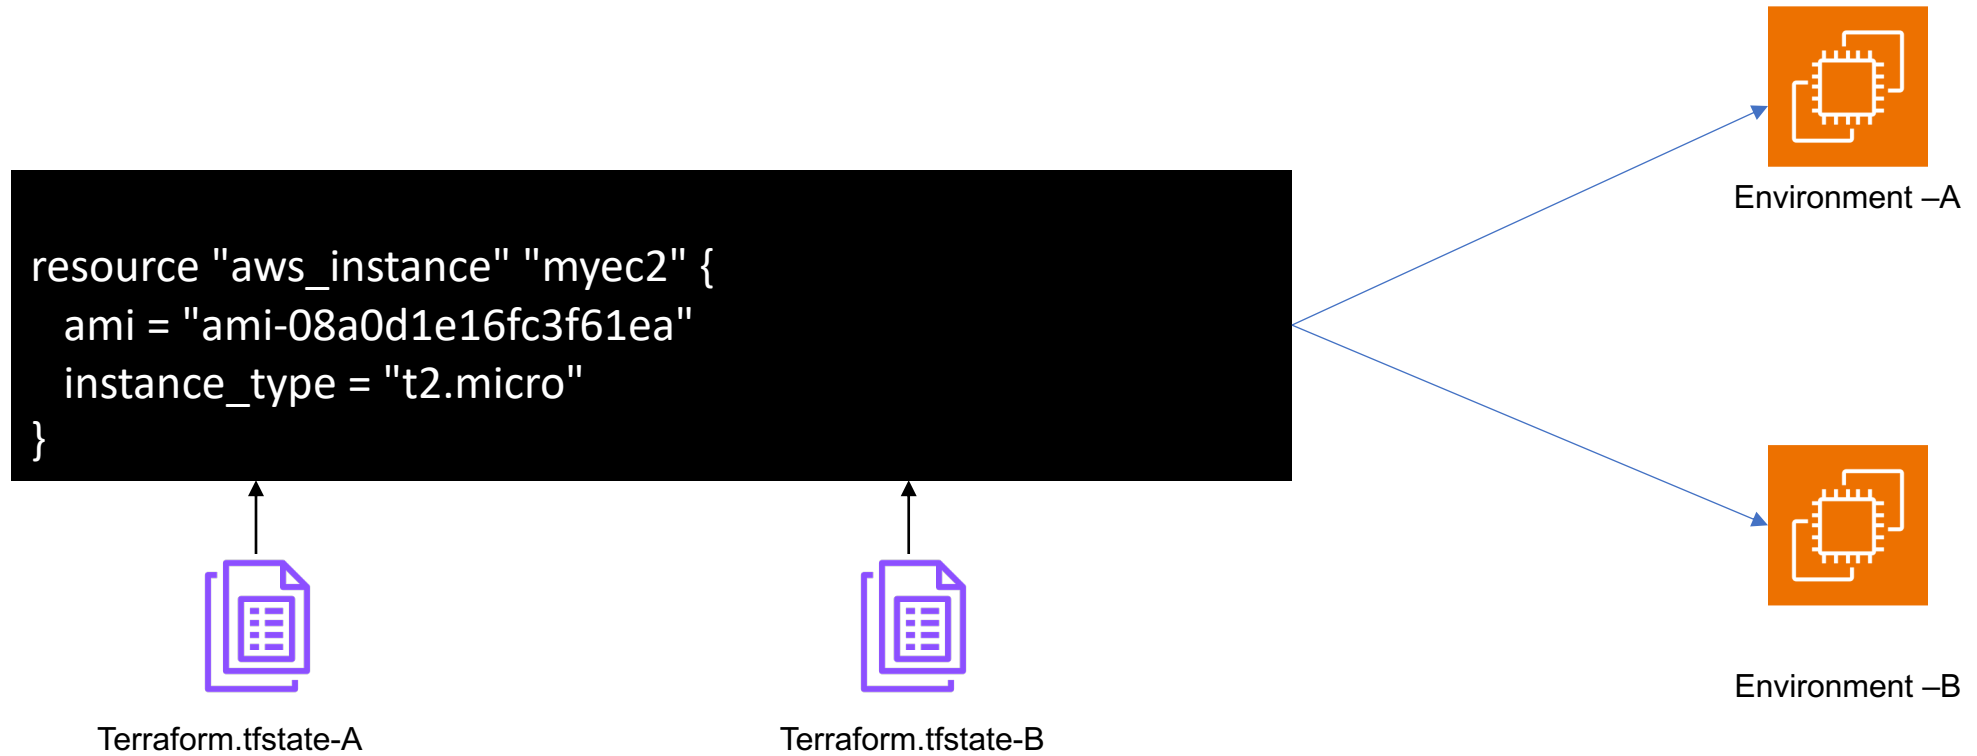 resource "aws_instance" "myec2" {
ami = "ami-08a0d1e16fc3f61ea"
instance_type = "t2.micro"
}
Terraform.tfstate-A
Terraform.tfstate-B
Environment –A
Environment –B